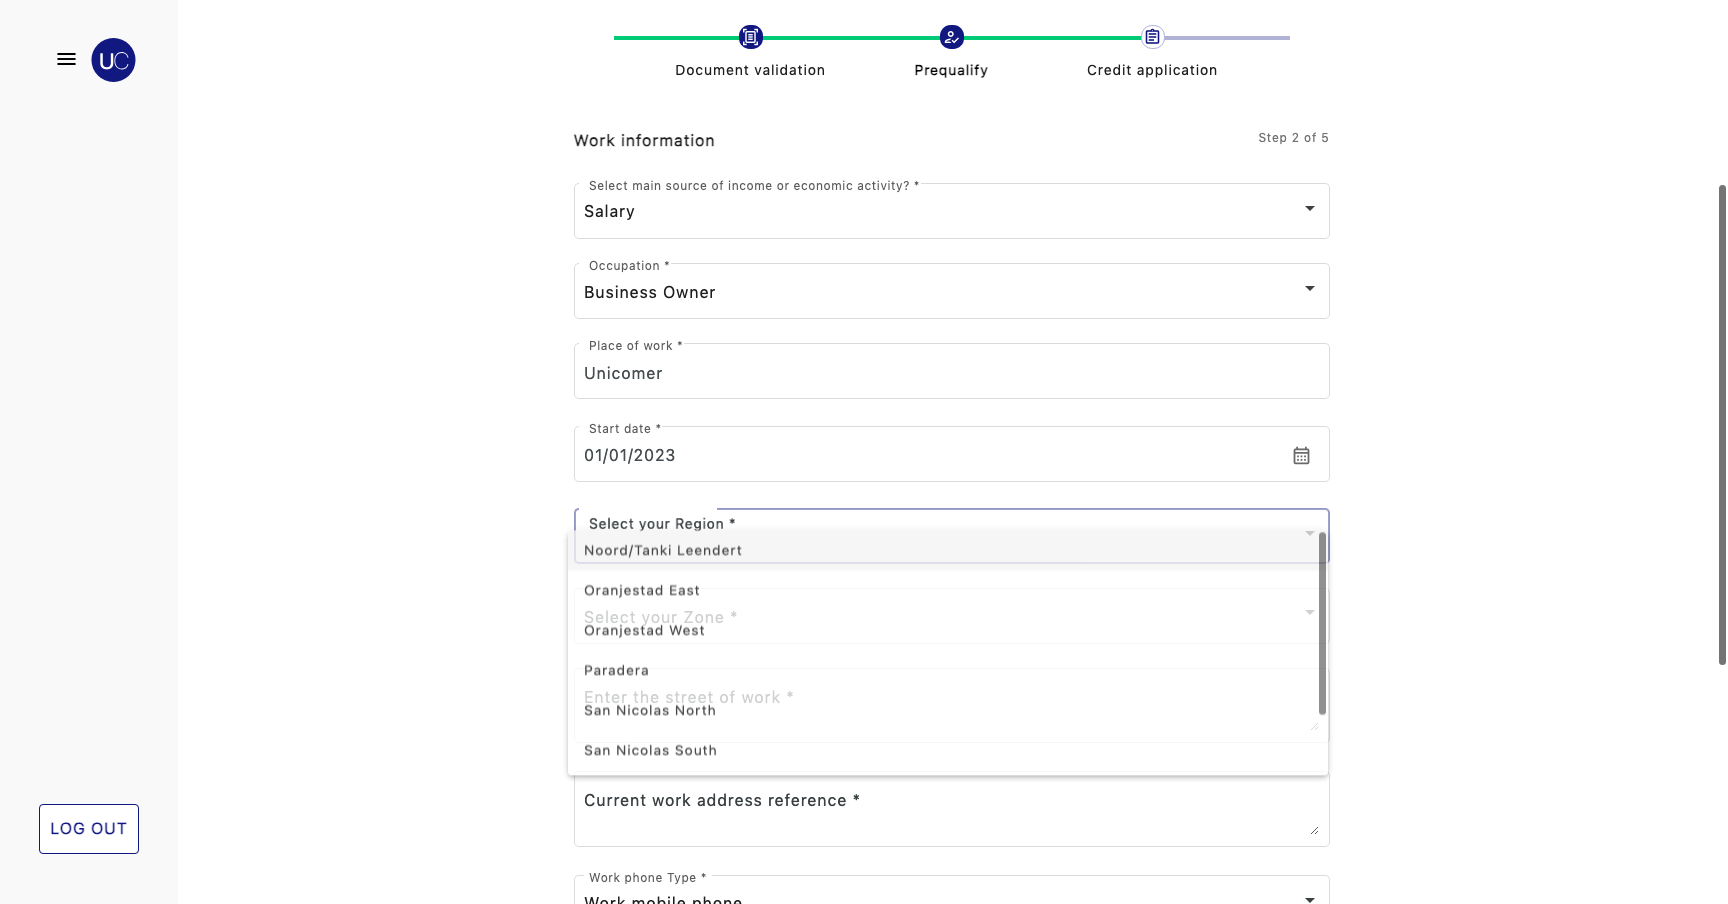 UC
Document validation
Prequalify
Credit application
Work information
Step 2 of 5
Select main source of income or economic activity? *
Salary
Occupation *
Business Owner
Place of work *
Unicomer
Start date *
01/01/2023
Select your Region *
Noord/Tanki Leendert
Oranjestad East
Select your Zone *
Oranjestad West
Paradera
Enter the street of work *
San Nicolas North
San Nicolas South
Current work address reference *
LOG OUT
Work phone Type *
Work mobile phone